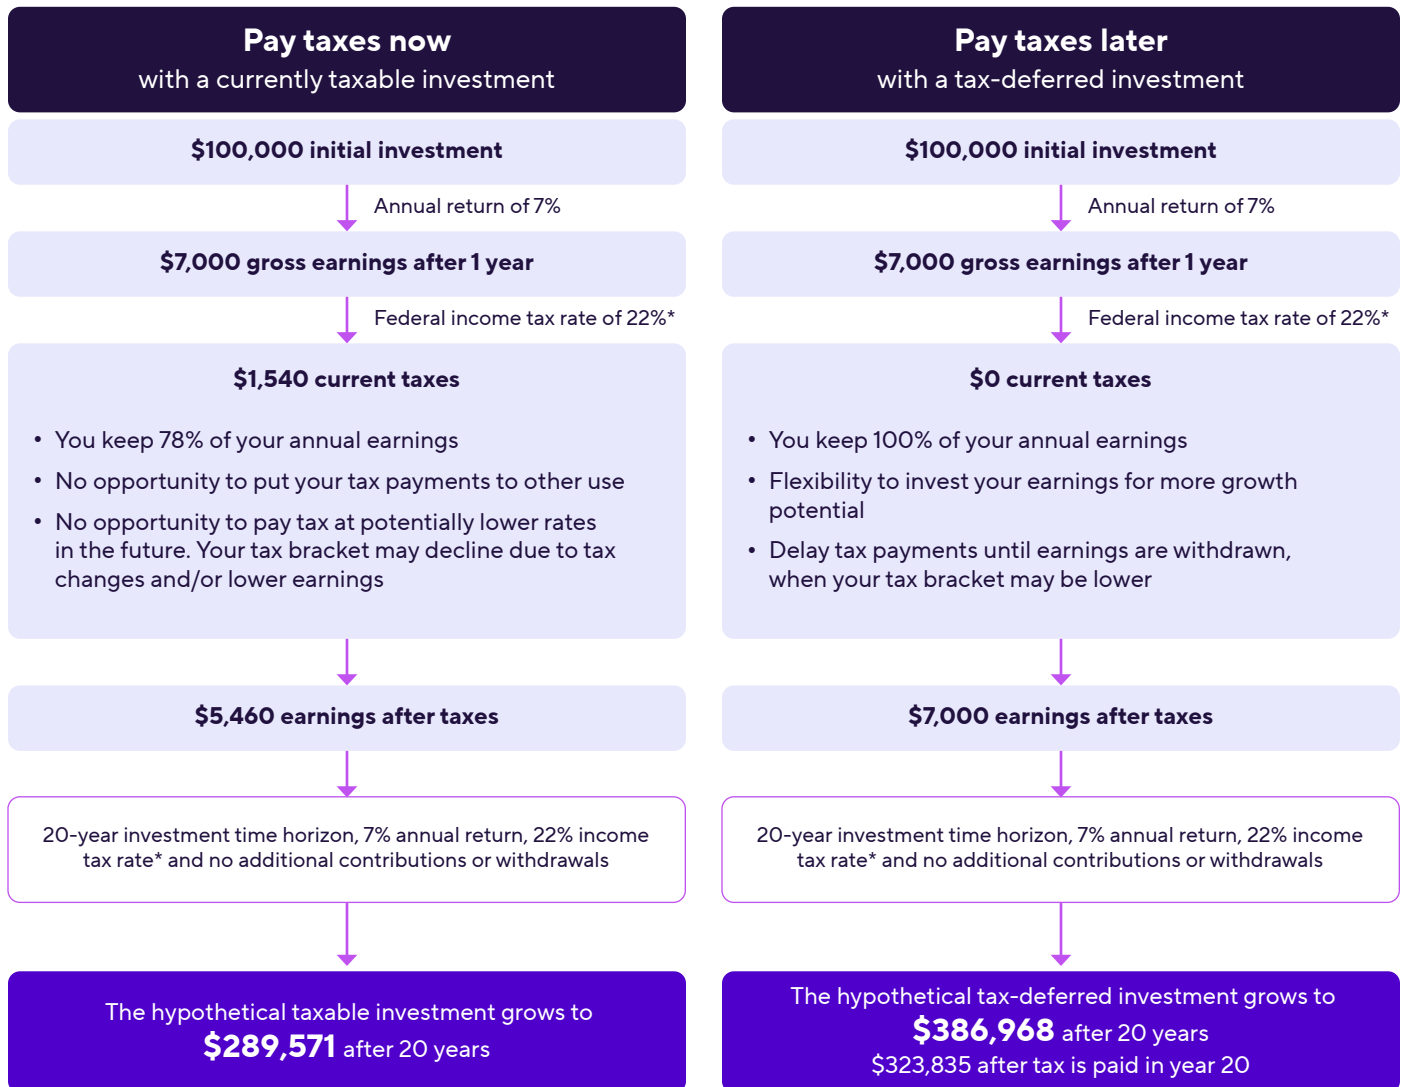 Pay taxes now
with a currently taxable investment
$100,000 initial investment
Annual return of 7%
$7,000 gross earnings after 1 year
Federal income tax rate of 22%*
$1,540 current taxes
• You keep 78% of your annual earnings
• No opportunity to put your tax payments to other use
• No opportunity to pay tax at potentially lower rates
in the future. Your tax bracket may decline due to tax
changes and/or lower earnings
$5,460 earnings after taxes
20-year investment time horizon, 7% annual return, 22% income
tax rate* and no additional contributions or withdrawals
The hypothetical taxable investment grows to
$289,571 after 20 years
Pay taxes later
with a tax-deferred investment
$100,000 initial investment
Annual return of 7%
$7,000 gross earnings after 1 year
Federal income tax rate of 22%*
$0 current taxes
• You keep 100% of your annual earnings
• Flexibility to invest your earnings for more growth
potential
• Delay tax payments until earnings are withdrawn,
when your tax bracket may be lower
$7,000 earnings after taxes
20-year investment time horizon, 7% annual return, 22% income
tax rate* and no additional contributions or withdrawals
The hypothetical tax-deferred investment grows to
$386,968 after 20 years
$323,835 after tax is paid in year 20